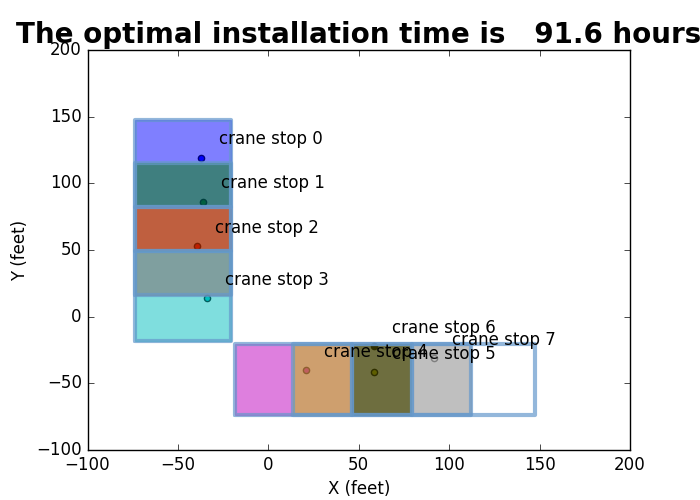 The optimal installation time is   91.6 hours
200
150
100
50
0
−50
−100
Y (feet)
crane stop 0
crane stop 1
crane stop 2
crane stop 3
crane stop 6
crane stop 7
crane stop 4
crane stop 5
−100
−50
0
50
100
150
200
X (feet)